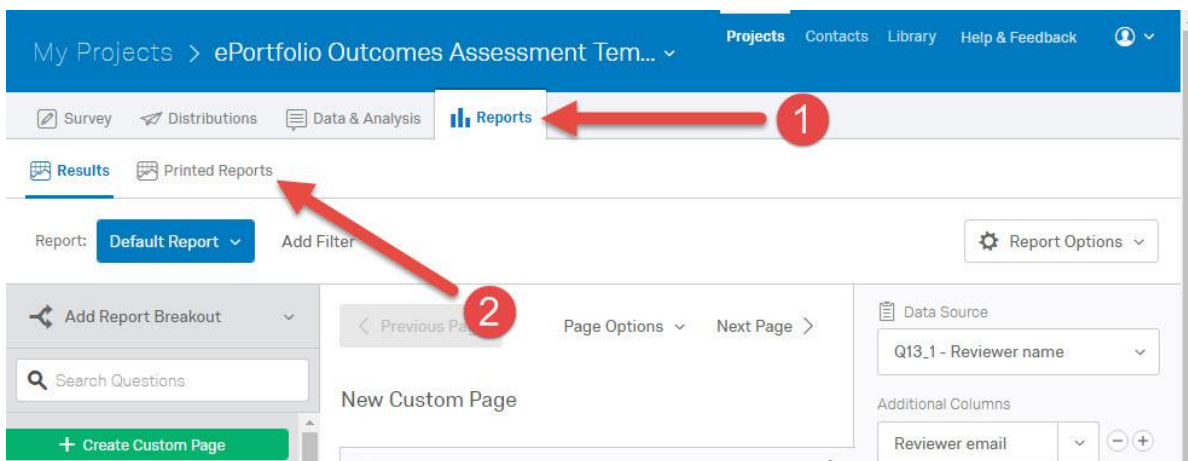 My Projects > ePortfolio Outcomes Assessment Tem...
Projects Contacts Library Help & Feedback
Survey Distributions Data & Analysis Reports
1
Results Printed Reports
Report: Default Report Add Filter Report Options
2
Add Report Breakout
< Previous Page Options Next Page >
Data Source
Q13_1 - Reviewer name
Search Questions
New Custom Page
Additional Columns
+ Create Custom Page
Reviewer email